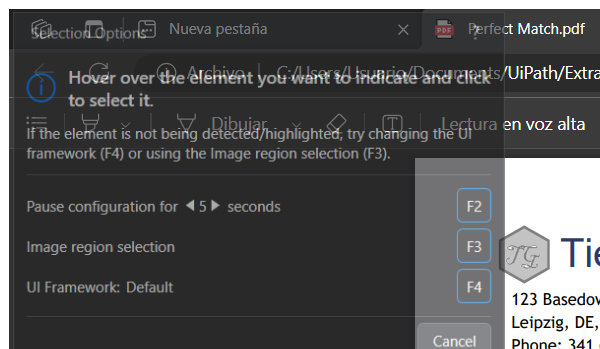 Selection Options
Nueva pestaña
Perfect Match.pdf
?
Hover over the element you want to indicate and click
to select it.
Archivo
C:/Users/Usuario/Documents/UiPath/Extra
Dibujar
Lectura en voz alta
If the element is not being detected/highlighted, try changing the UI
framework (F4) or using the Image region selection (F3).
Pause configuration for 5 seconds
F2
Image region selection
F3
UI Framework: Default
F4
Cancel
TG
Tie
123 Basedow
Leipzig, DE,
Phone: 341